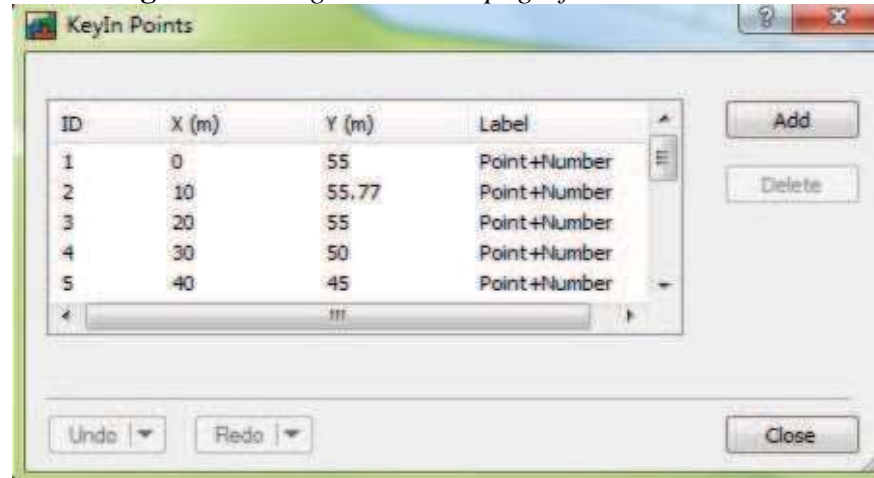 KeyIn Points
ID X (m) Y (m) Label
1 0 55 Point+Number
2 10 55.77 Point+Number
3 20 55 Point+Number
4 30 50 Point+Number
5 40 45 Point+Number
Add
Delete
Undo Redo Close